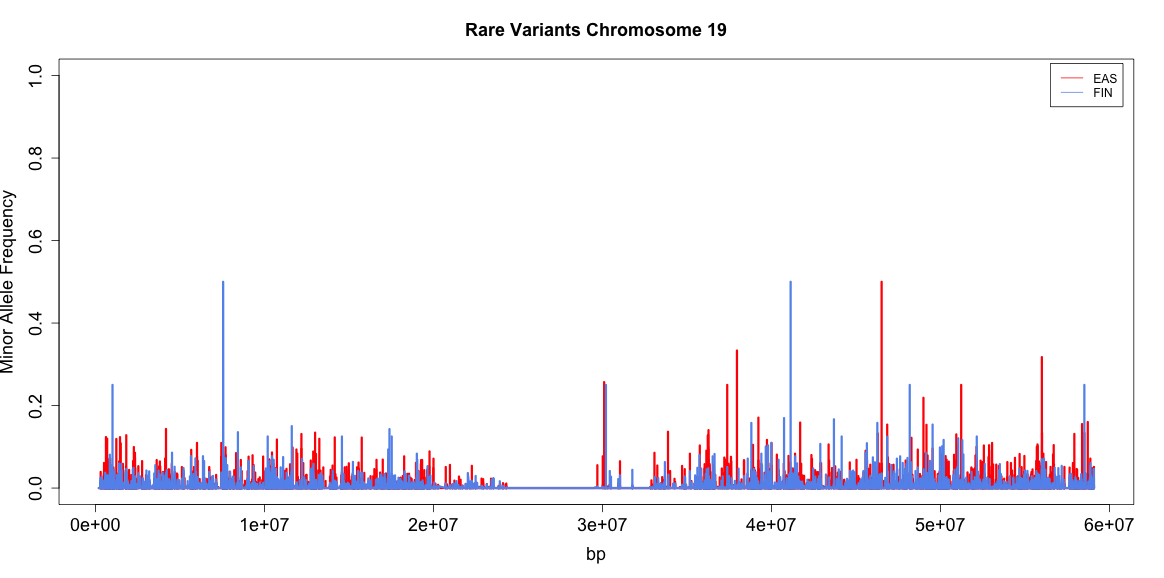 Rare Variants Chromosome 19
EAS
FIN
Minor Allele Frequency
1.0
0.8
0.6
0.4
0.2
0.0
0e+00 1e+07 2e+07 3e+07 4e+07 5e+07 6e+07
bp